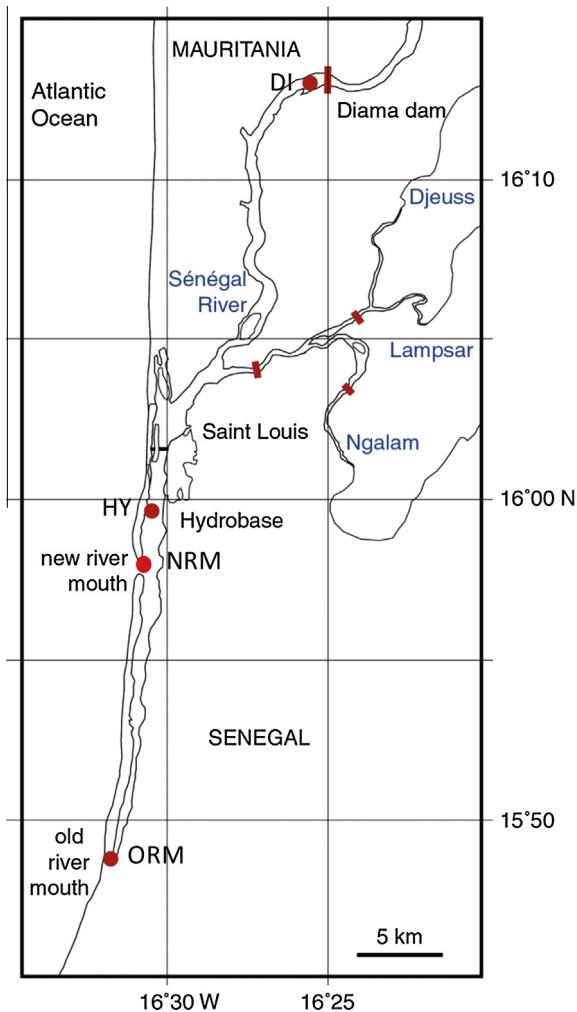 MAURITANIA
Atlantic
Ocean
DI
Diama dam
16°10
Djeuss
Sénégal
River
Lampsar
Saint Louis
Ngalam
HY
16°00 N
Hydrobase
new river
mouth
NRM
SENEGAL
15°50
old
river
mouth
ORM
5 km
16°30 W
16°25